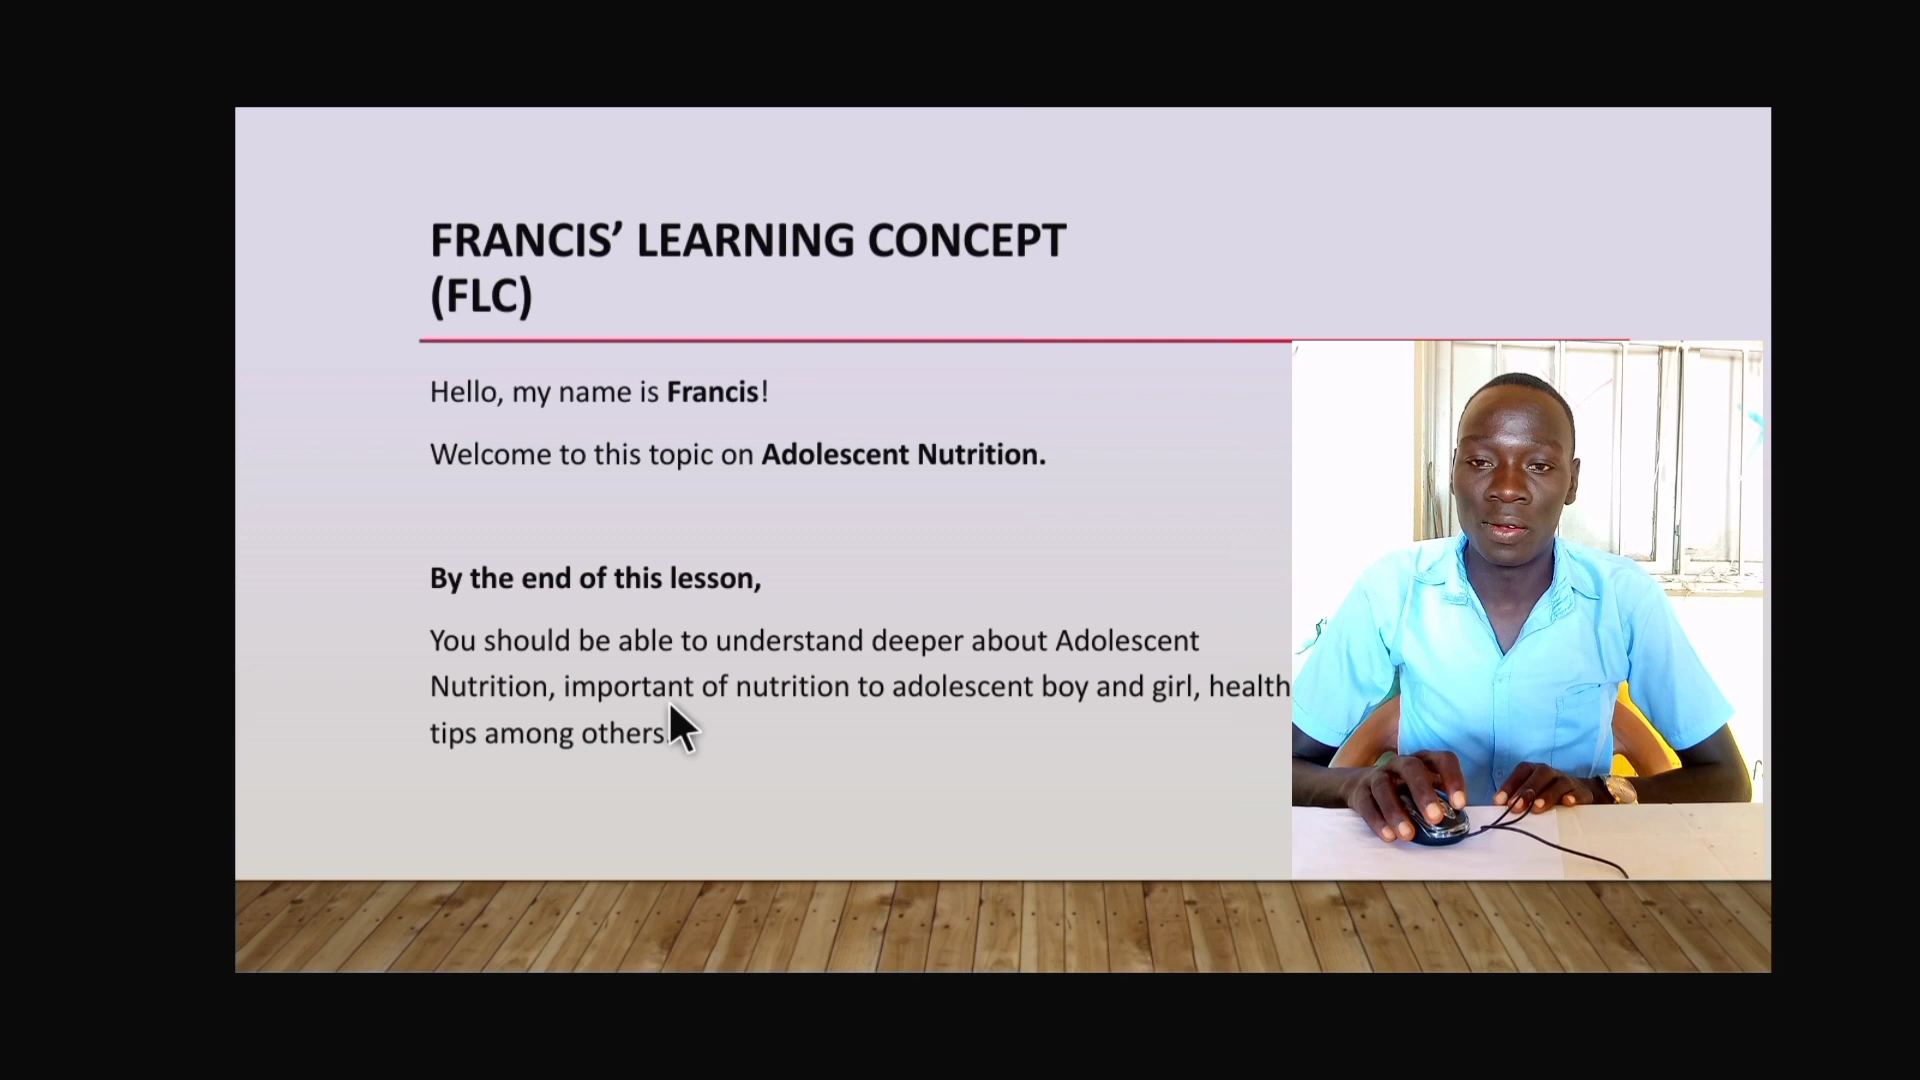 FRANCIS’ LEARNING CONCEPT
(FLC)
Hello, my name is Francis!
Welcome to this topic on Adolescent Nutrition.
By the end of this lesson,
You should be able to understand deeper about Adolescent
Nutrition, important of nutrition to adolescent boy and girl, health
tips among others.